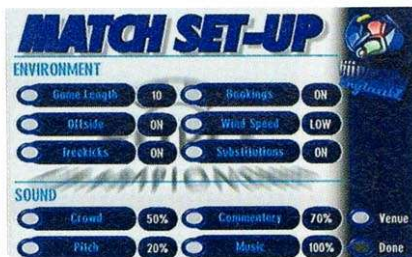 MATCH SET-UP
ENVIRONMENT
Game Length 10 Bookings ON
Offside ON Wind Speed LOW
Freekicks ON Substitutions ON
CHAMPIONSHIP
SOUND
Crowd 50% Commentary 70% Venue
Pitch 20% Music 100% Done